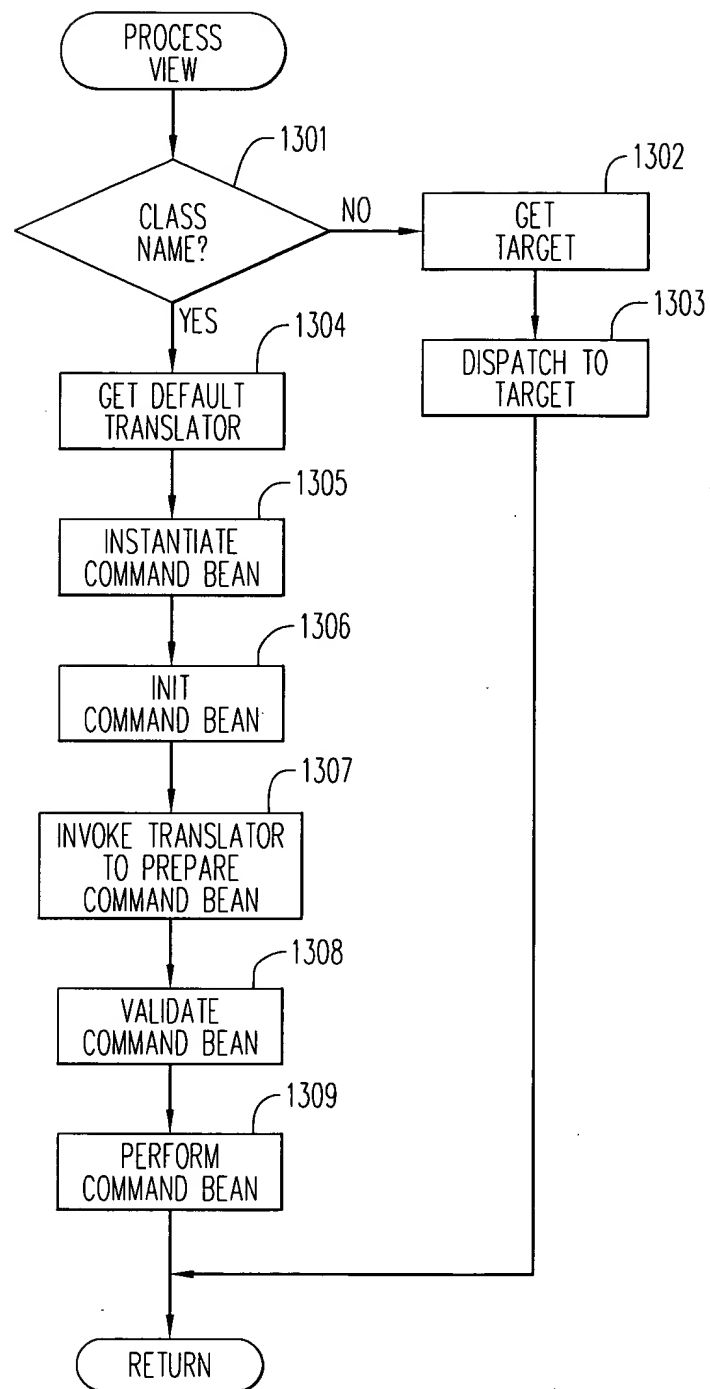 PROCESS
VIEW
1301
CLASS
NAME?
NO
1302
GET
TARGET
1303
DISPATCH TO
TARGET
YES
1304
GET DEFAULT
TRANSLATOR
1305
INSTANTIATE
COMMAND BEAN
1306
INIT
COMMAND BEAN
1307
INVOKE TRANSLATOR
TO PREPARE
COMMAND BEAN
1308
VALIDATE
COMMAND BEAN
1309
PERFORM
COMMAND BEAN
RETURN